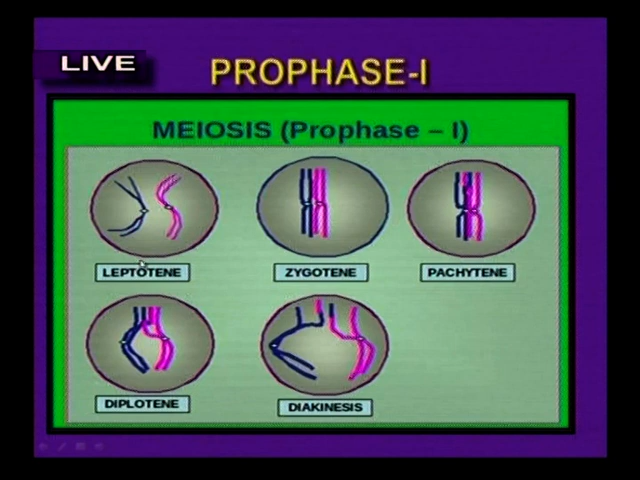 LIVE
PROPHASE-I
MEIOSIS (Prophase – I)
LEPTOTENE
ZYGOTENE
PACHYTENE
DIPLOTENE
DIAKINESIS